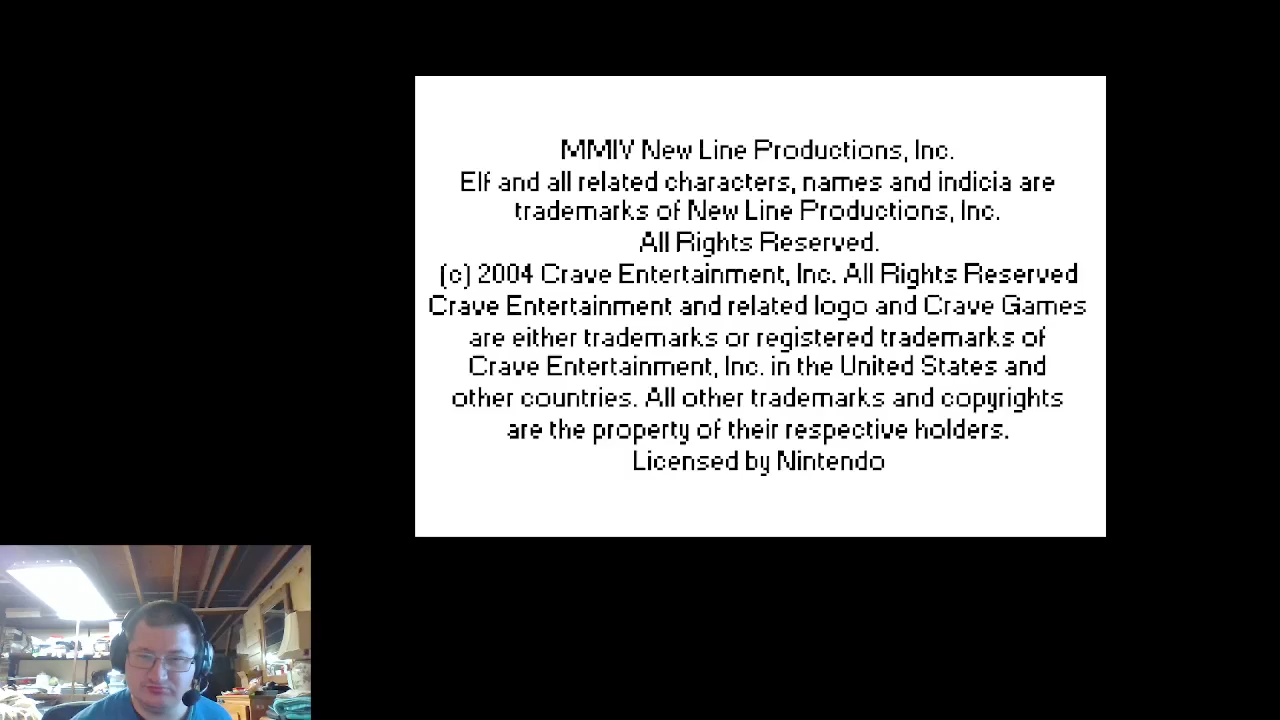 MMIV New Line Productions, Inc.
Elf and all related characters, names and indicia are
trademarks of New Line Productions, Inc.
All Rights Reserved.
(c) 2004 Crave Entertainment, Inc. All Rights Reserved
Crave Entertainment and related logo and Crave Games
are either trademarks or registered trademarks of
Crave Entertainment, Inc. in the United States and
other countries. All other trademarks and copyrights
are the property of their respective holders.
Licensed by Nintendo